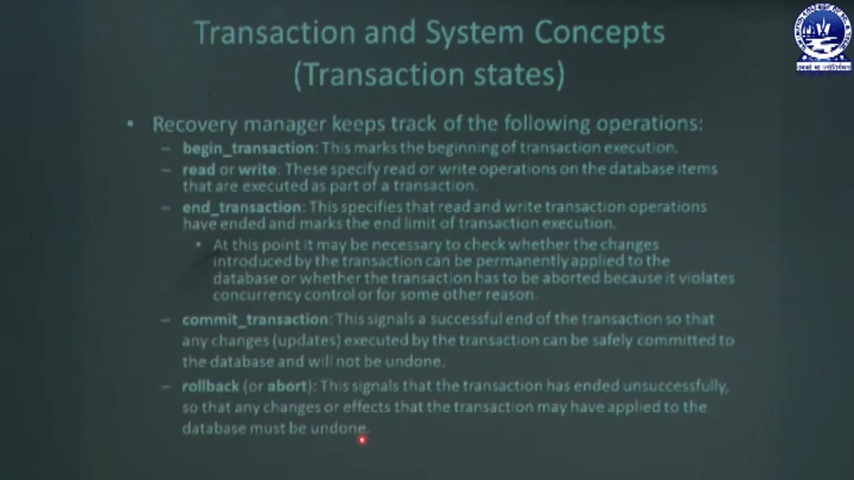 Transaction and System Concepts
(Transaction states)
• Recovery manager keeps track of the following operations:
– begin_transaction: This marks the beginning of transaction execution.
– read or write: These specify read or write operations on the database items
that are executed as part of a transaction.
– end_transaction: This specifies that read and write transaction operations
have ended and marks the end limit of transaction execution.
• At this point it may be necessary to check whether the changes
introduced by the transaction can be permanently applied to the
database or whether the transaction has to be aborted because it violates
concurrency control or for some other reason.
– commit_transaction: This signals a successful end of the transaction so that
any changes (updates) executed by the transaction can be safely committed to
the database and will not be undone.
– rollback (or abort): This signals that the transaction has ended unsuccessfully,
so that any changes or effects that the transaction may have applied to the
database must be undone.